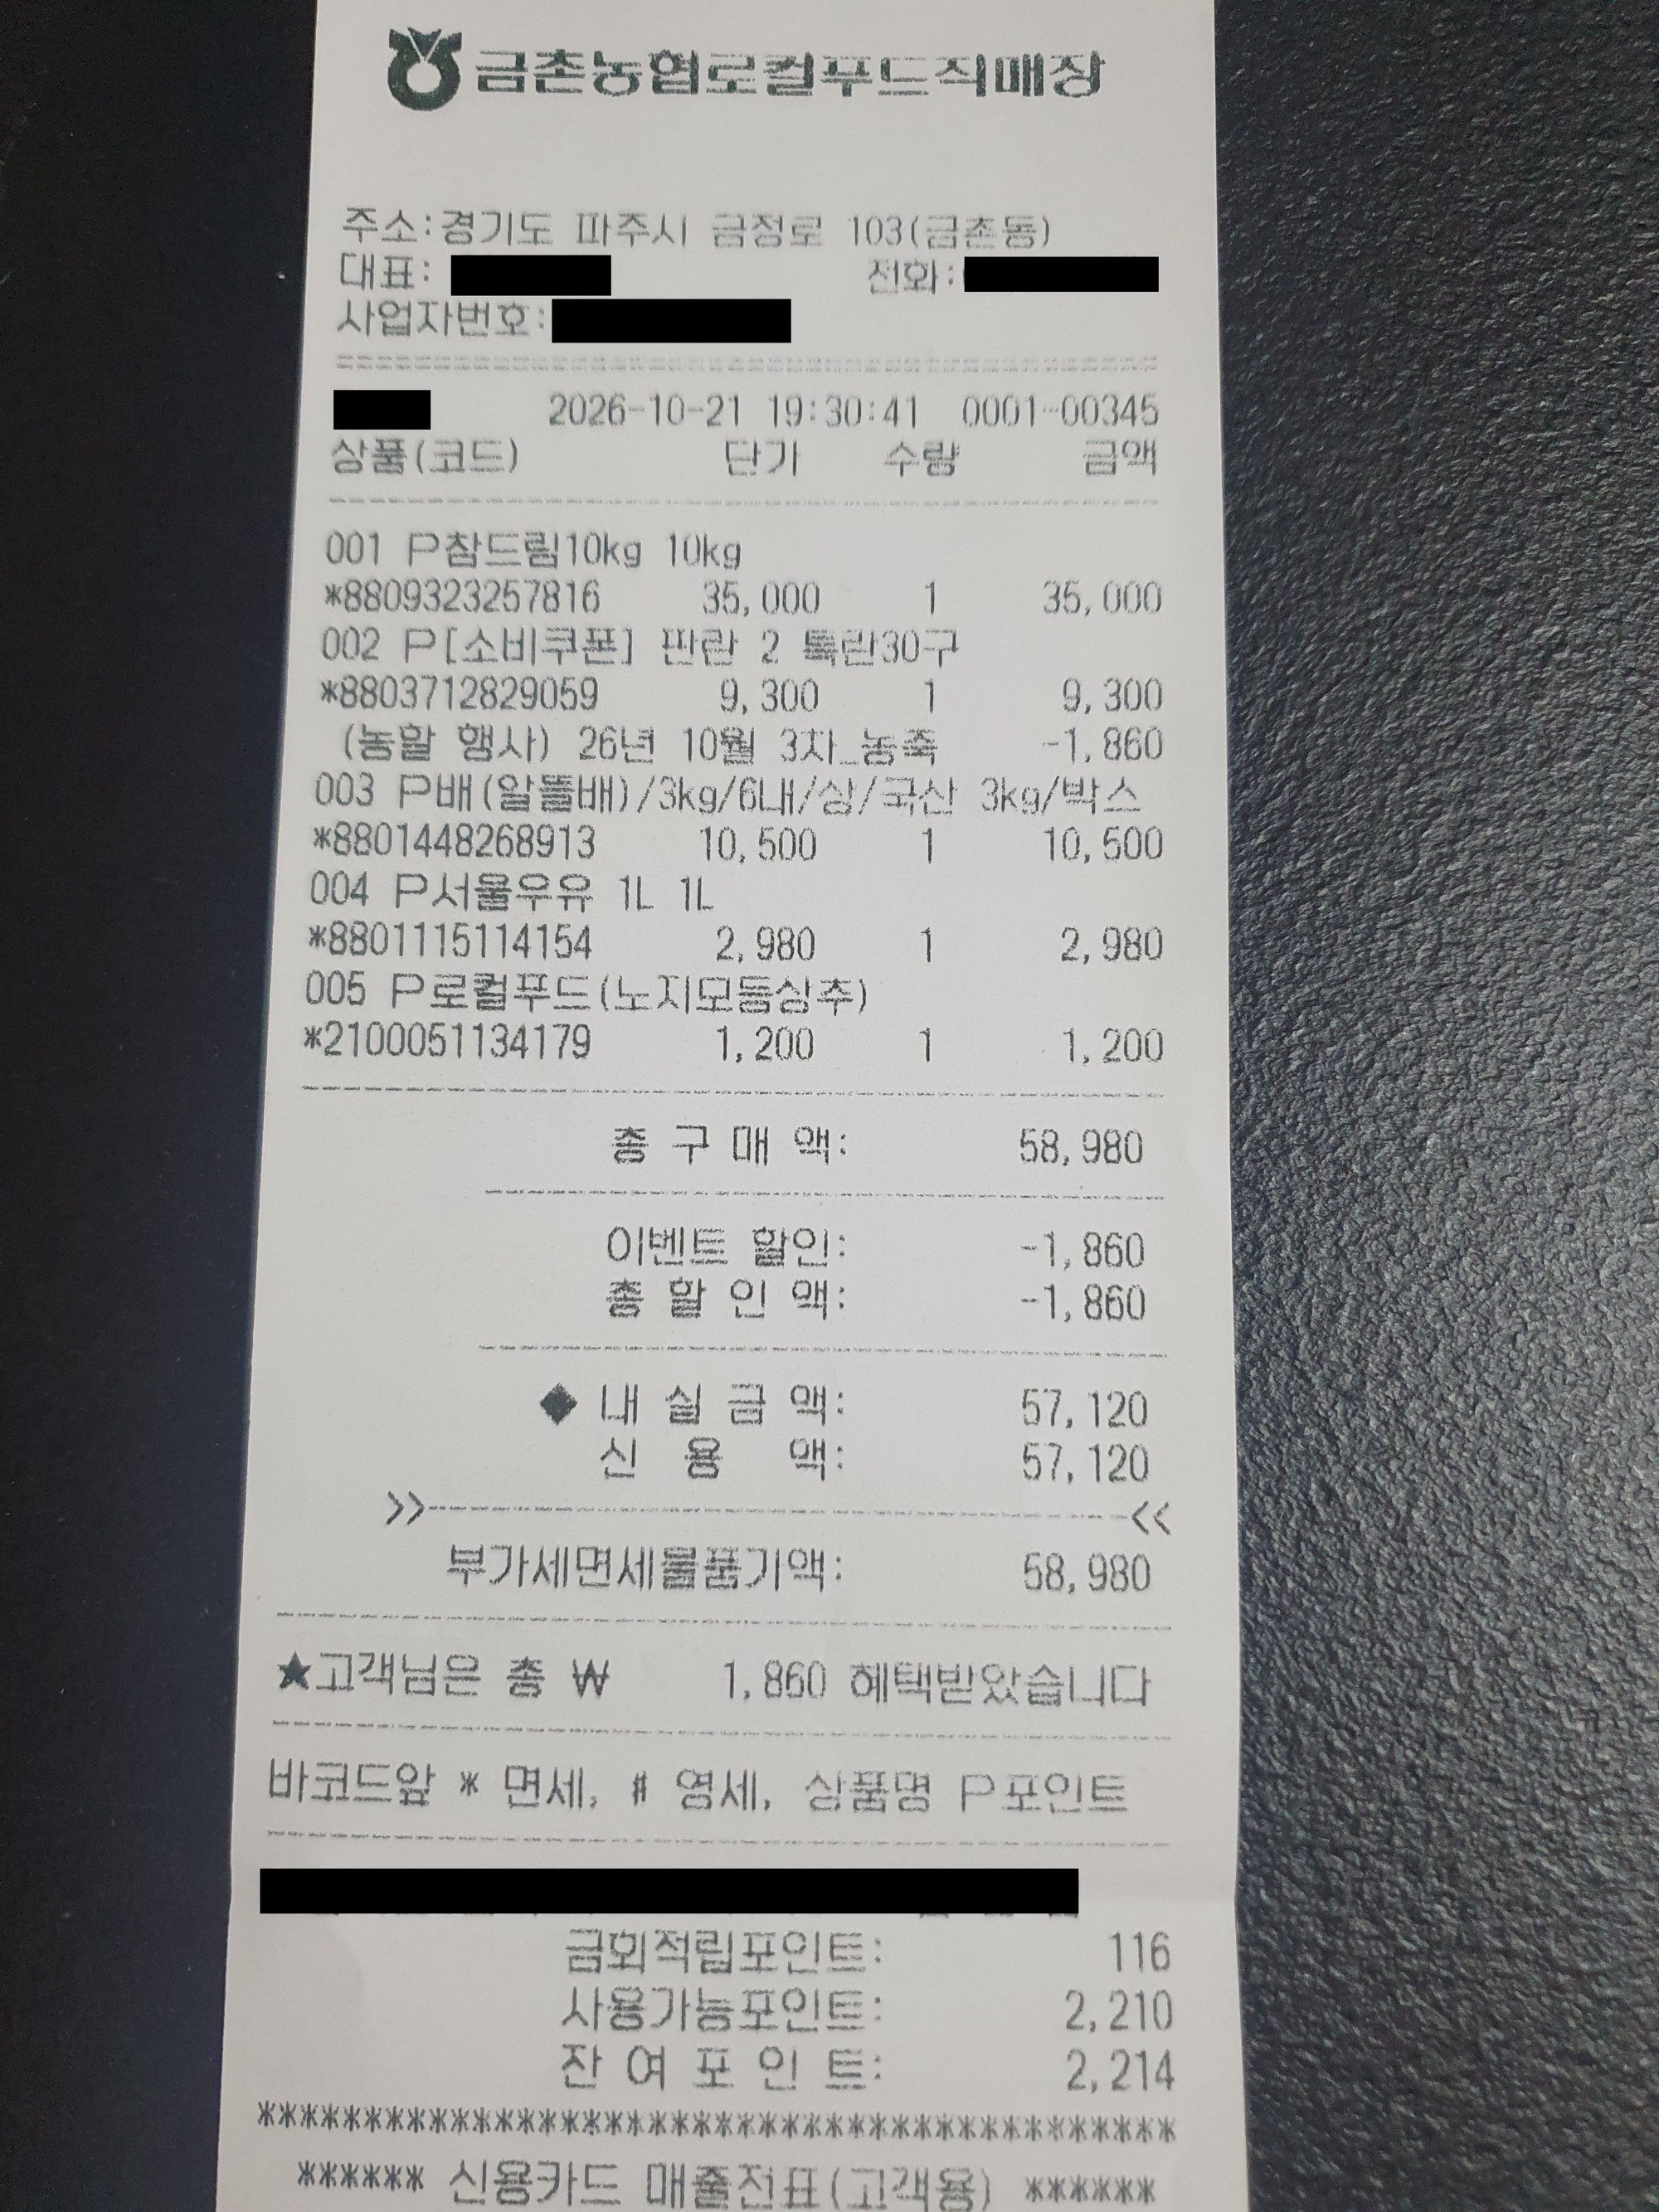 금촌농협로컬푸드직매장
주소:경기도 파주시 금정로 103(금촌동)
대표:
전화:
사업자번호:
2026-10-21 19:30:41 0001-00345
상품(코드) 단가 수량 금액
001 P참드림10kg 10kg
*8809323257816 35,000 1 35,000
002 P[소비쿠폰] 판란 2 특란30구
*8803712829059 9,300 1 9,300
(농할 행사) 26년 10월 3차_농축 -1,860
003 P배(알뜰배)/3kg/6내/상/국산 3kg/박스
*8801448268913 10,500 1 10,500
004 P서울우유 1L 1L
*8801115114154 2,980 1 2,980
005 P로컬푸드(노지모듬상추)
*2100051134179 1,200 1 1,200
총 구 매 액: 58,980
이벤트 할인: -1,860
총 할 인 액: -1,860
◆ 내 실 금 액: 57,120
신 용 액: 57,120
>> <<
부가세면세물품가액: 58,980
★고객님은 총 ₩ 1,860 혜택받았습니다
바코드앞 * 면세, # 영세, 상품명 P포인트
금회적립포인트: 116
사용가능포인트: 2,210
잔 여 포 인 트: 2,214
*******************************************
****** 신용카드 매출전표(고객용) ******